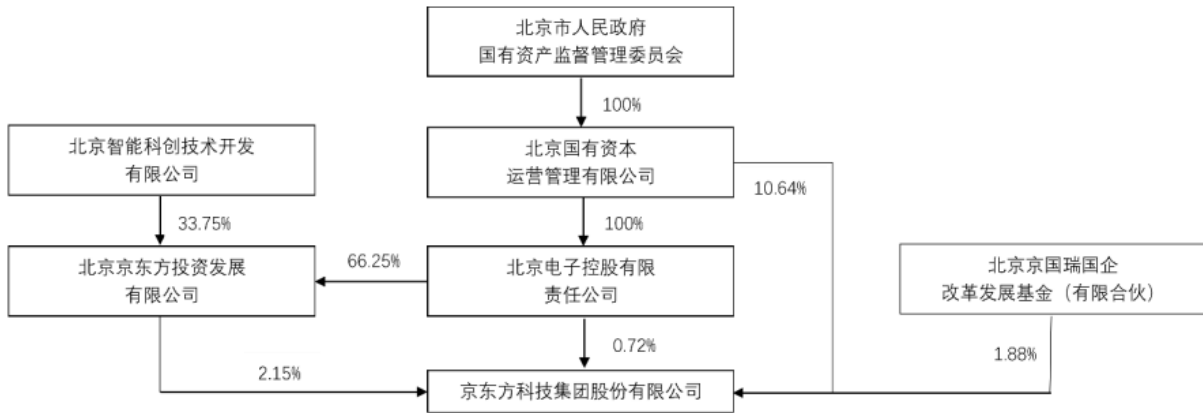 北京市人民政府
国有资产监督管理委员会
100%
北京智能科创技术开发
有限公司
北京国有资本
运营管理有限公司
10.64%
33.75%
100%
北京京东方投资发展
有限公司
66.25%
北京电子控股有限
责任公司
北京京国瑞国企
改革发展基金（有限合伙）
2.15%
0.72%
1.88%
京东方科技集团股份有限公司